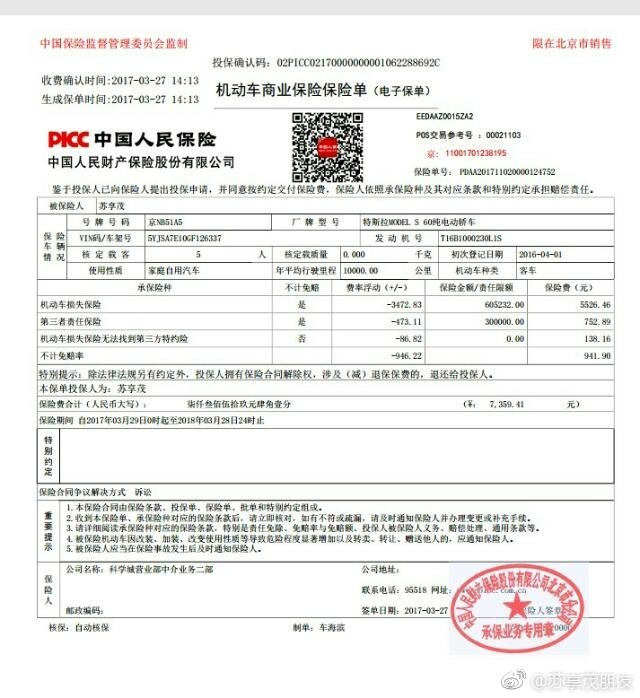 中国保险监督管理委员会监制 限在北京市销售
投保确认码：02PICC02170000000001062288692C
收费确认时间:2017-03-27 14:13
生成保单时间:2017-03-27 14:13
机动车商业保险保险单（电子保单）
EEDAAZ0015ZA2
PICC 中国人民保险
POS交易参考号：00021103
京：11001701238195
中国人民财产保险股份有限公司
保险单号：PDAA201711020000124752
鉴于投保人已向保险人提出投保申请，并同意按约定交付保险费，保险人依照承保险种及其对应条款和特别约定承担赔偿责任。
被保险人 苏享茂
保险车辆情况
号牌号码 京NB51A5 厂牌型号 特斯拉MODEL S 60纯电动轿车
VIN码/车架号 5YJSA7E10GF126337 发动机号 T16B1000230L1S
核定载客 5 人 核定载质量 0.000 千克 初次登记日期 2016-04-01
使用性质 家庭自用汽车 年平均行驶里程 10000.00 公里 机动车种类 客车
承保险种 不计免赔 费率浮动（+/-） 保险金额/责任限额 保险费（元）
机动车损失保险 是 -3472.83 605232.00 5526.46
第三者责任保险 是 -473.11 300000.00 752.89
机动车损失保险无法找到第三方特约险 否 -86.82 0.00 138.16
不计免赔率 -946.22 941.90
特别提示：除法律法规另有约定外，投保人拥有保险合同解除权，涉及（减）退保保费的，退还给投保人。
本保单投保人为：苏享茂
保险费合计（人民币大写）： 柒仟叁佰伍拾玖元肆角壹分 （￥： 7,359.41 元）
保险期间 自2017年03月29日0时起至2018年03月28日24时止
特别约定
保险合同争议解决方式 诉讼
重要提示
1.本保险合同由保险条款、投保单、保险单、批单和特别约定组成。
2.收到本保险单、承保险种对应的保险条款后，请立即核对，如有不符或疏漏，请及时通知保险人并办理变更或补充手续。
3.请详细阅读承保险种对应的保险条款，特别是责任免除、免赔率与免赔额、投保人被保险人义务、赔偿处理、通用条款等。
4.被保险机动车因改装、加装、改变使用性质等导致危险程度显著增加以及转卖、转让、赠送他人的，应通知保险人。
5.被保险人应当在保险事故发生后及时通知保险人。
保险人
公司名称：科学城营业部中介业务二部 公司地址：
联系电话：95518 网址：
邮政编码： 签单日期：2017-03-27 保险人签章
中国人民财产保险股份有限公司北京市分公司
承保业务专用章
核保：自动核保 制单：车海滨
@苏享茂朋友